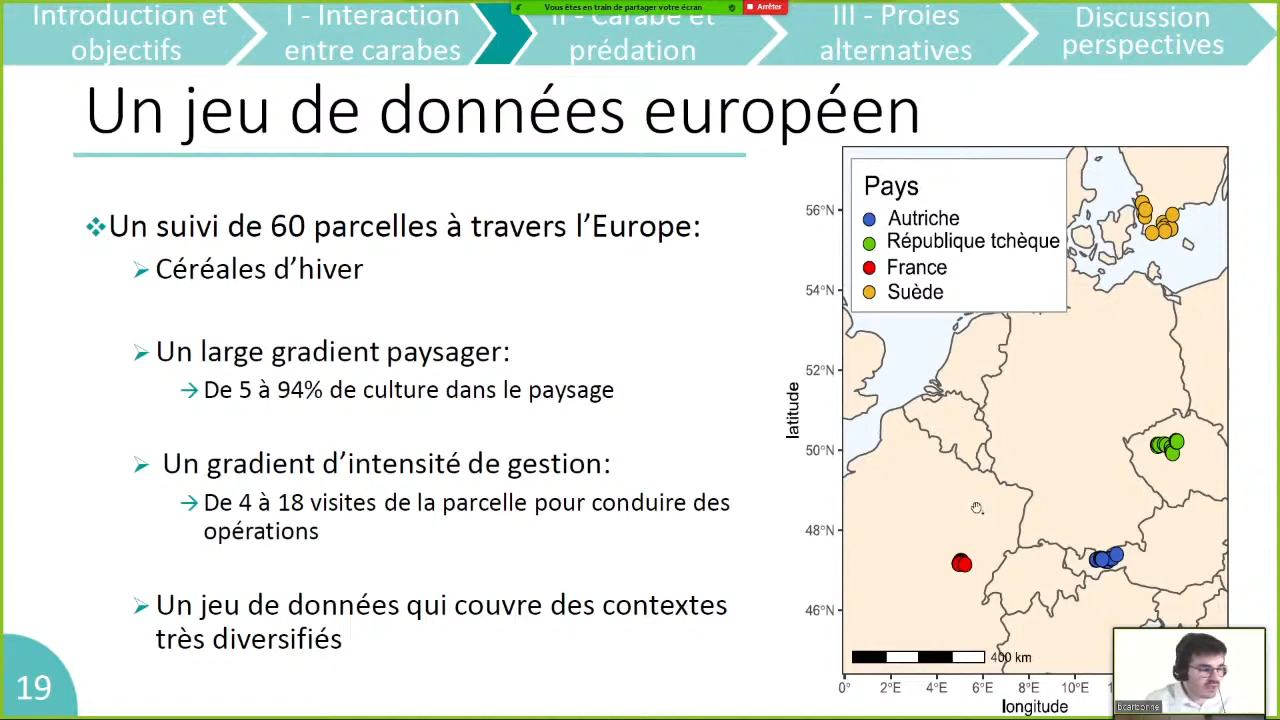 Introduction et
objectifs
I - Interaction
entre carabes
II - Carabe et
prédation
III - Proies
alternatives
Discussion
perspectives
Vous êtes en train de partager votre écran
Arrêter
Un jeu de données européen
Un suivi de 60 parcelles à travers l’Europe:
Céréales d’hiver
Un large gradient paysager:
De 5 à 94% de culture dans le paysage
Un gradient d’intensité de gestion:
De 4 à 18 visites de la parcelle pour conduire des
opérations
Un jeu de données qui couvre des contextes
très diversifiés
19
Pays
Autriche
République tchèque
France
Suède
56°N
54°N
52°N
50°N
48°N
46°N
latitude
400 km
0°
2°E
4°E
6°E
8°E
10°E
longitude
bcarbonne